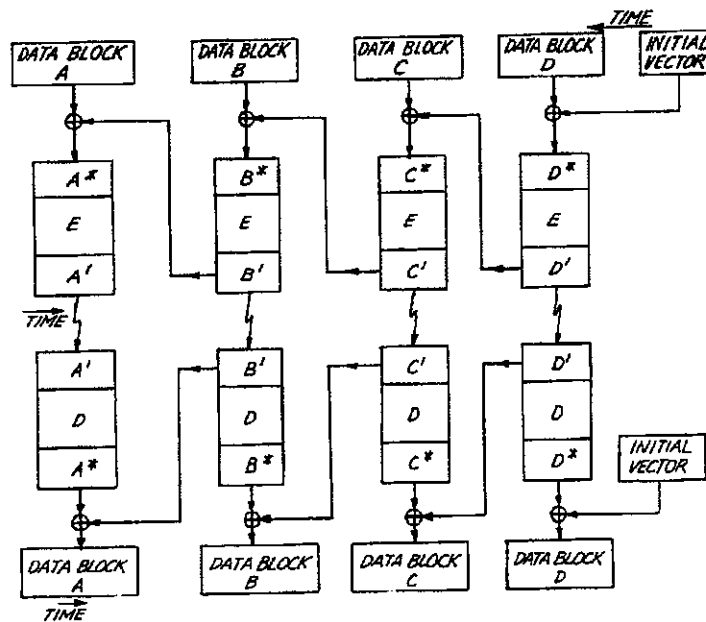 TIME
DATA BLOCK
A
DATA BLOCK
B
DATA BLOCK
C
DATA BLOCK
D
INITIAL
VECTOR
A*
B*
C*
D*
E
E
E
E
A'
B'
C'
D'
TIME
A'
B'
C'
D'
D
D
D
D
A*
B*
C*
D*
INITIAL
VECTOR
DATA BLOCK
A
DATA BLOCK
B
DATA BLOCK
C
DATA BLOCK
D
TIME